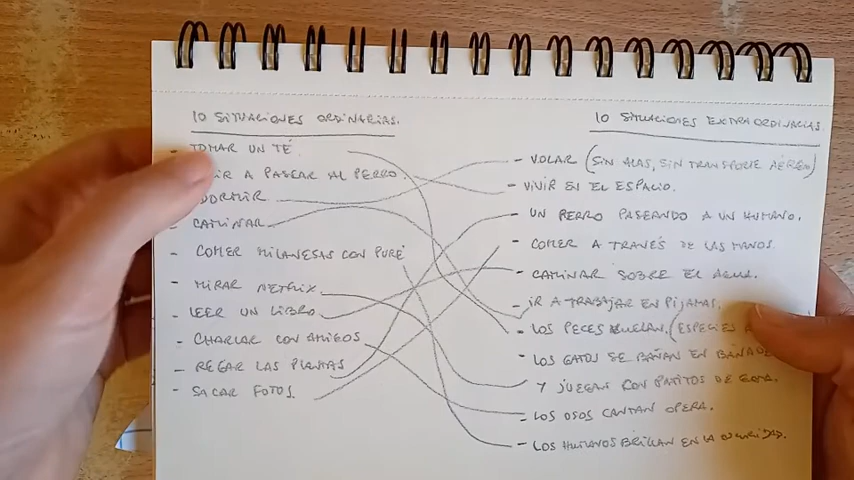 10 SITUACIONES ORDINARIAS.
- TOMAR UN TÉ
IR A PASEAR AL PERRO
DORMIR
- CAMINAR
- COMER MILANESAS CON PURÉ
- MIRAR NETFLIX
- LEER UN LIBRO
- CHARLAR CON AMIGOS
- REGAR LAS PLANTAS
- SACAR FOTOS.
10 SITUACIONES EXTRAORDINARIAS.
- VOLAR (SIN ALAS, SIN TRANSPORTE AÉREO)
- VIVIR EN EL ESPACIO.
- UN PERRO PASEANDO A UN HUMANO.
- COMER A TRAVÉS DE LAS MANOS.
- CAMINAR SOBRE EL AGUA.
- IR A TRABAJAR EN PIJAMAS.
- LOS PECES VUELAN. (ESPECIES
- LOS GATOS SE BAÑAN EN
Y JUEGAN CON PATITOS DE GOMA.
- LOS OSOS CANTAN OPERA.
- LOS HUMANOS BRILLAN EN LA OSCURIDAD.